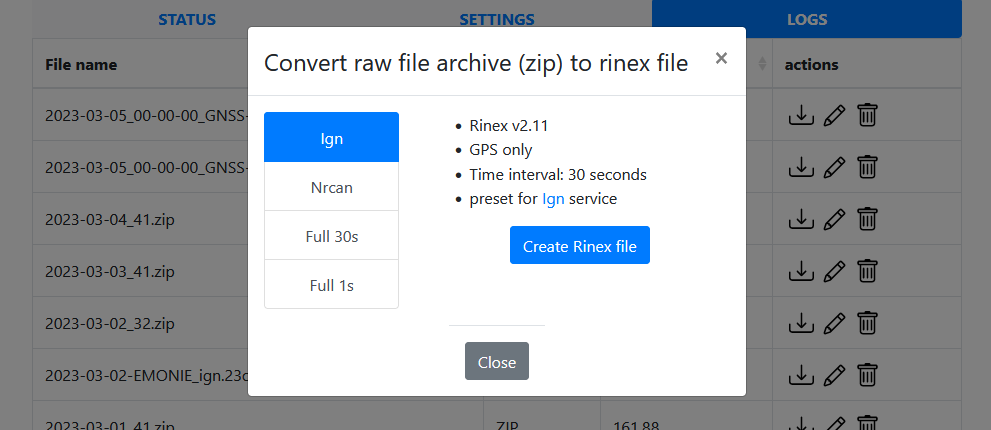 STATUS
SETTINGS
LOGS
File name
actions
Convert raw file archive (zip) to rinex file
×
Ign
Nrcan
Full 30s
Full 1s
Rinex v2.11
GPS only
Time interval: 30 seconds
preset for Ign service
Create Rinex file
Close
2023-03-05_00-00-00_GNSS-
2023-03-05_00-00-00_GNSS-
2023-03-04_41.zip
2023-03-03_41.zip
2023-03-02_32.zip
2023-03-02-EMONIE_ign.23o
2023-03-01_41.zip
ZIP
161.88